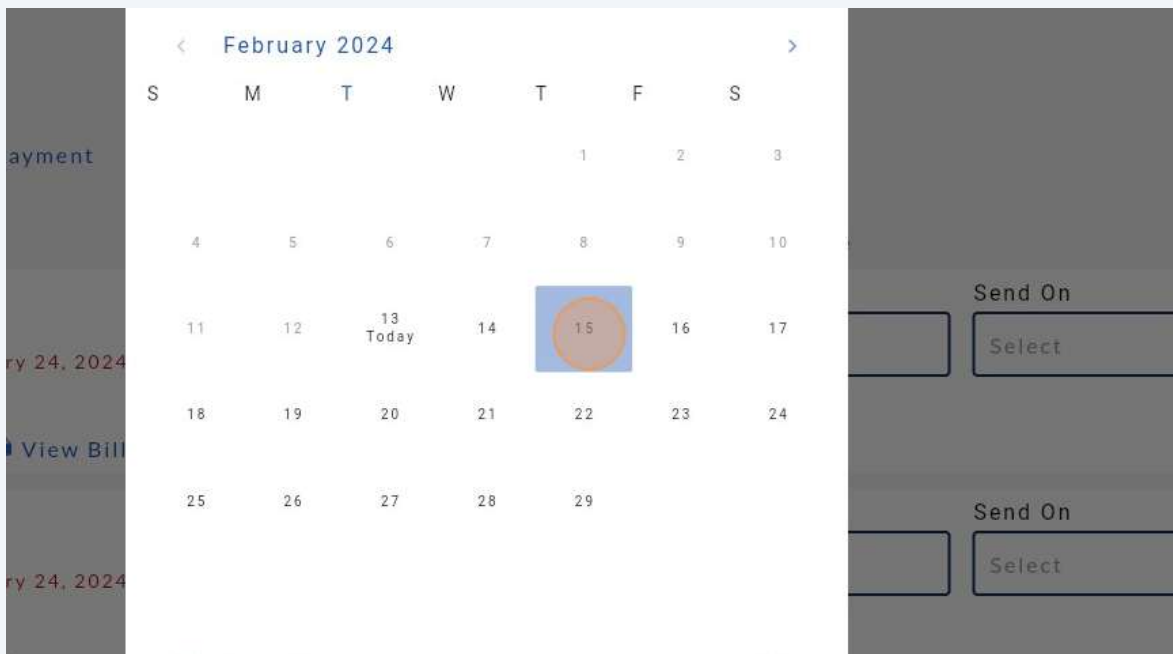 February 2024
S M T W T F S
1 2 3
ayment
4 5 6 7 8 9 10
Send On
11 12 13 14 15 16 17
Today
Select
ry 24, 2024
18 19 20 21 22 23 24
View Bill
25 26 27 28 29
Send On
Select
ry 24, 2024